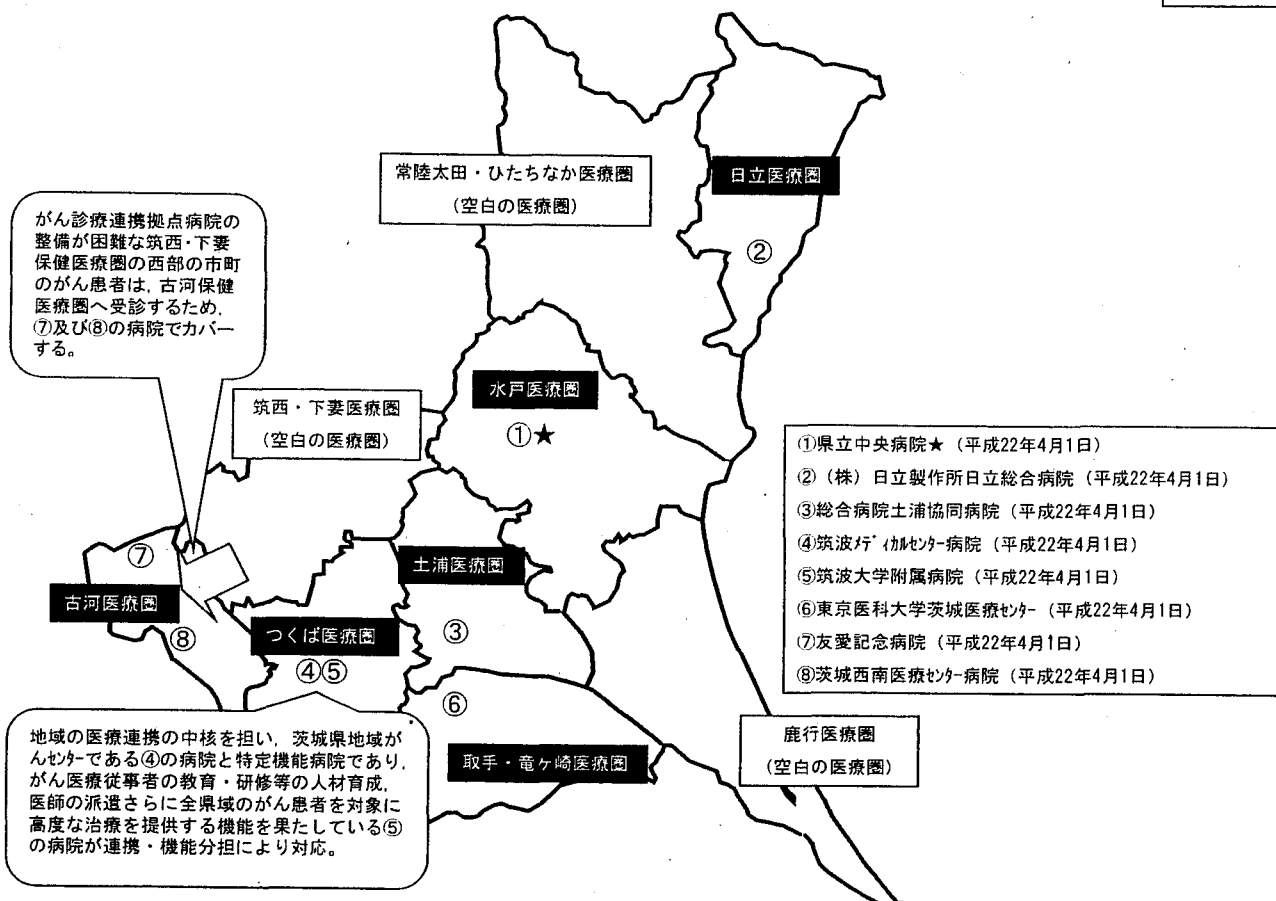 常陸太田・ひたちなか医療圏
(空白の医療圏)
日立医療圏
②
がん診療連携拠点病院の
整備が困難な筑西・下妻
保健医療圏の西部の市町
のがん患者は，古河保健
医療圏へ受診するため，
⑦及び⑧の病院でカバー
する。
水戸医療圏
①★
筑西・下妻医療圏
(空白の医療圏)
①県立中央病院★（平成22年4月1日）
②（株）日立製作所日立総合病院（平成22年4月1日）
③総合病院土浦協同病院（平成22年4月1日）
④筑波ﾒﾃﾞｨｶﾙセンター病院（平成22年4月1日）
⑤筑波大学附属病院（平成22年4月1日）
⑥東京医科大学茨城医療ｾﾝﾀｰ（平成22年4月1日）
⑦友愛記念病院（平成22年4月1日）
⑧茨城西南医療ｾﾝﾀｰ病院（平成22年4月1日）
⑦
古河医療圏
⑧
土浦医療圏
③
つくば医療圏
④⑤
⑥
取手・竜ヶ崎医療圏
鹿行医療圏
(空白の医療圏)
地域の医療連携の中核を担い，茨城県地域が
んｾﾝﾀｰである④の病院と特定機能病院であり，
がん医療従事者の教育・研修等の人材育成，
医師の派遣さらに全県域のがん患者を対象に
高度な治療を提供する機能を果たしている⑤
の病院が連携・機能分担により対応。